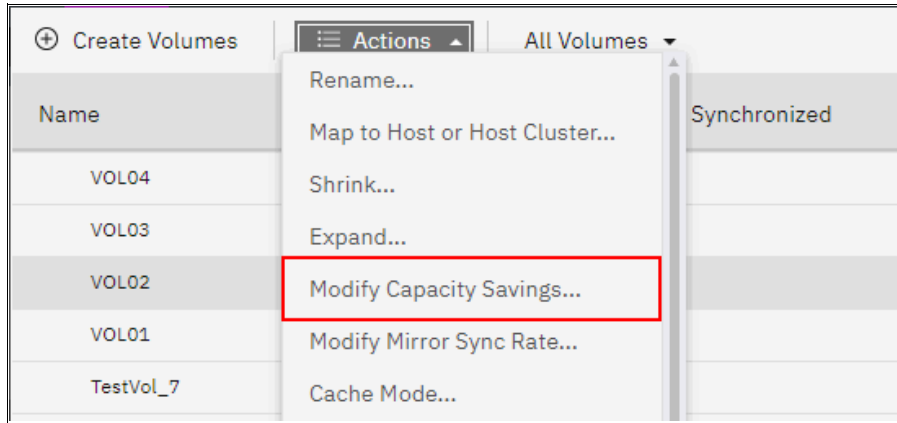 Create Volumes Actions All Volumes
Rename...
Name
Map to Host or Host Cluster...
Synchronized
VOL04
Shrink...
VOL03
Expand...
VOL02
Modify Capacity Savings...
VOL01
Modify Mirror Sync Rate...
TestVol_7
Cache Mode...